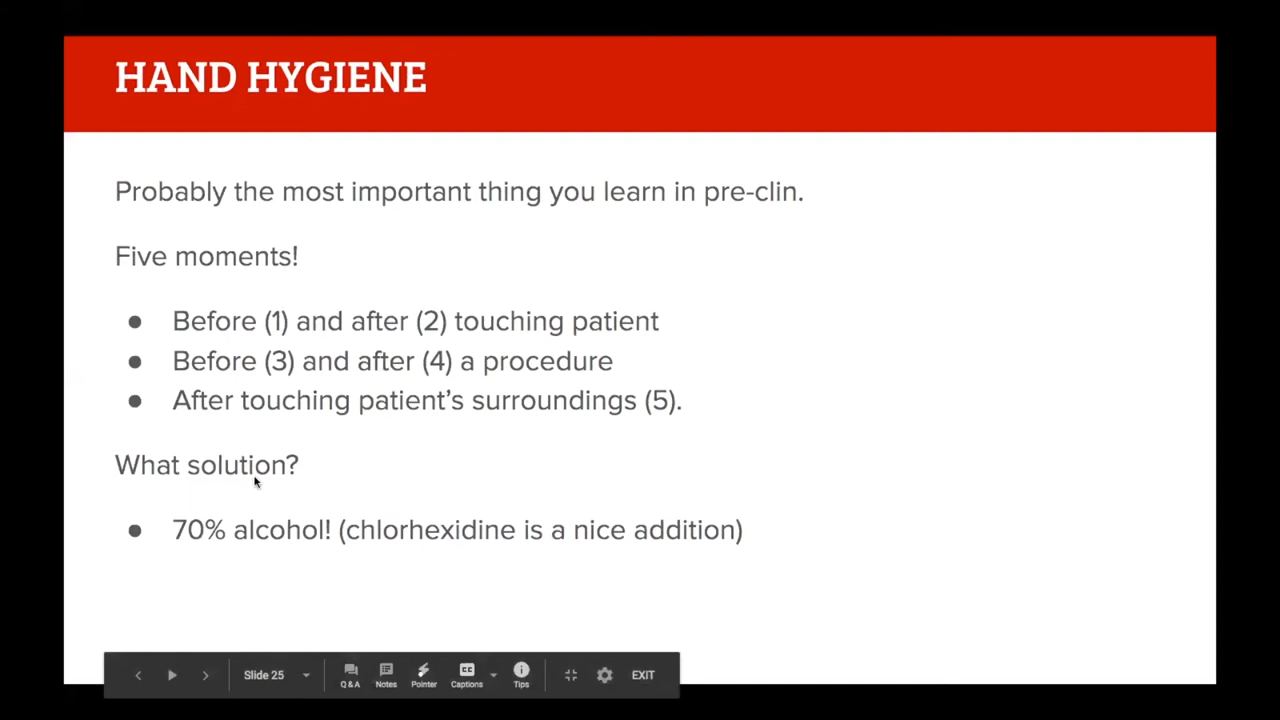 HAND HYGIENE
Probably the most important thing you learn in pre-clin.
Five moments!
● Before (1) and after (2) touching patient
● Before (3) and after (4) a procedure
● After touching patient’s surroundings (5).
What solution?
● 70% alcohol! (chlorhexidine is a nice addition)
Slide 25
Q & A
Notes
Pointer
CC
Captions
Tips
EXIT